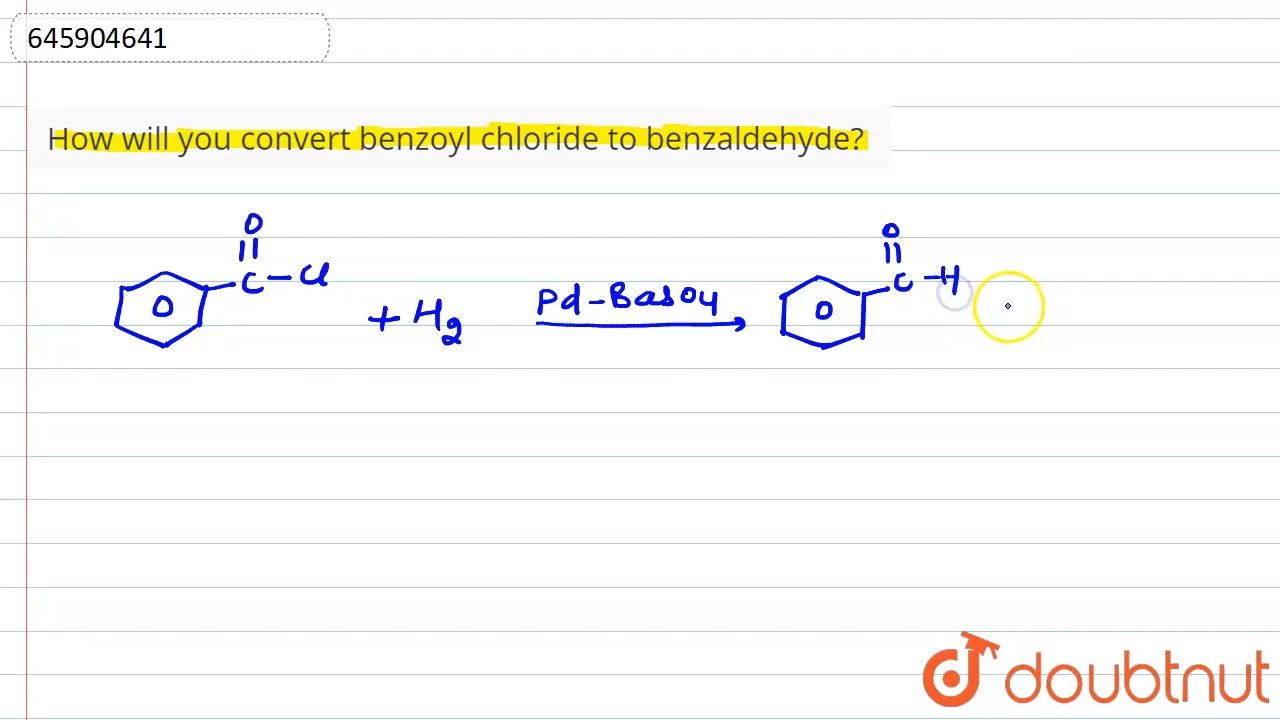 645904641
How will you convert benzoyl chloride to benzaldehyde?
O
C - Cl
+ H2
Pd-BaSO4
O
C - H
doubtnut